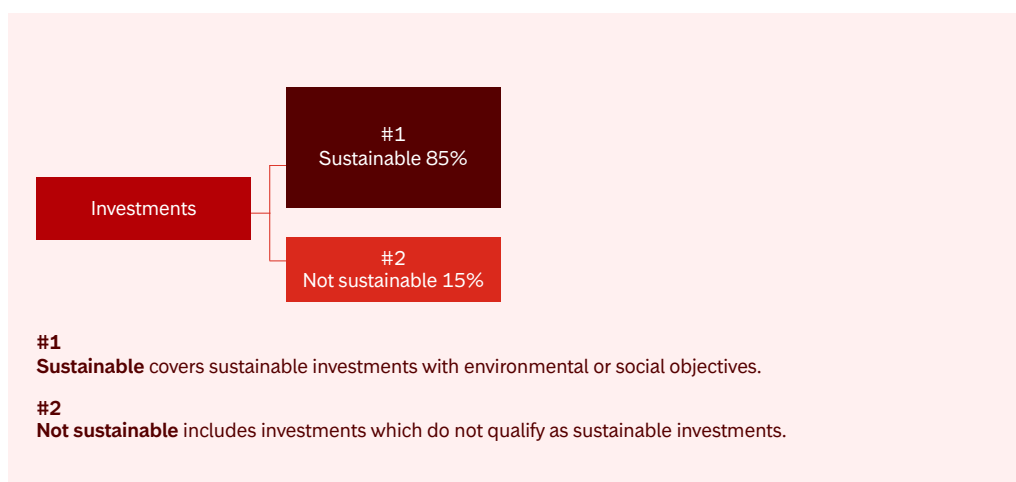 #1
Sustainable 85%
Investments
#2
Not sustainable 15%
#1
Sustainable covers sustainable investments with environmental or social objectives.
#2
Not sustainable includes investments which do not qualify as sustainable investments.